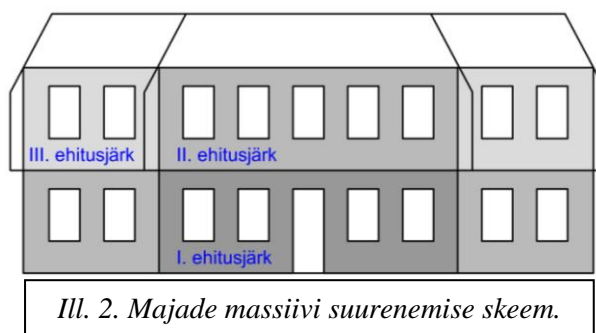 III. ehitusjärk
II. ehitusjärk
I. ehitusjärk
Ill. 2. Majade massiivi suurenemise skeem.